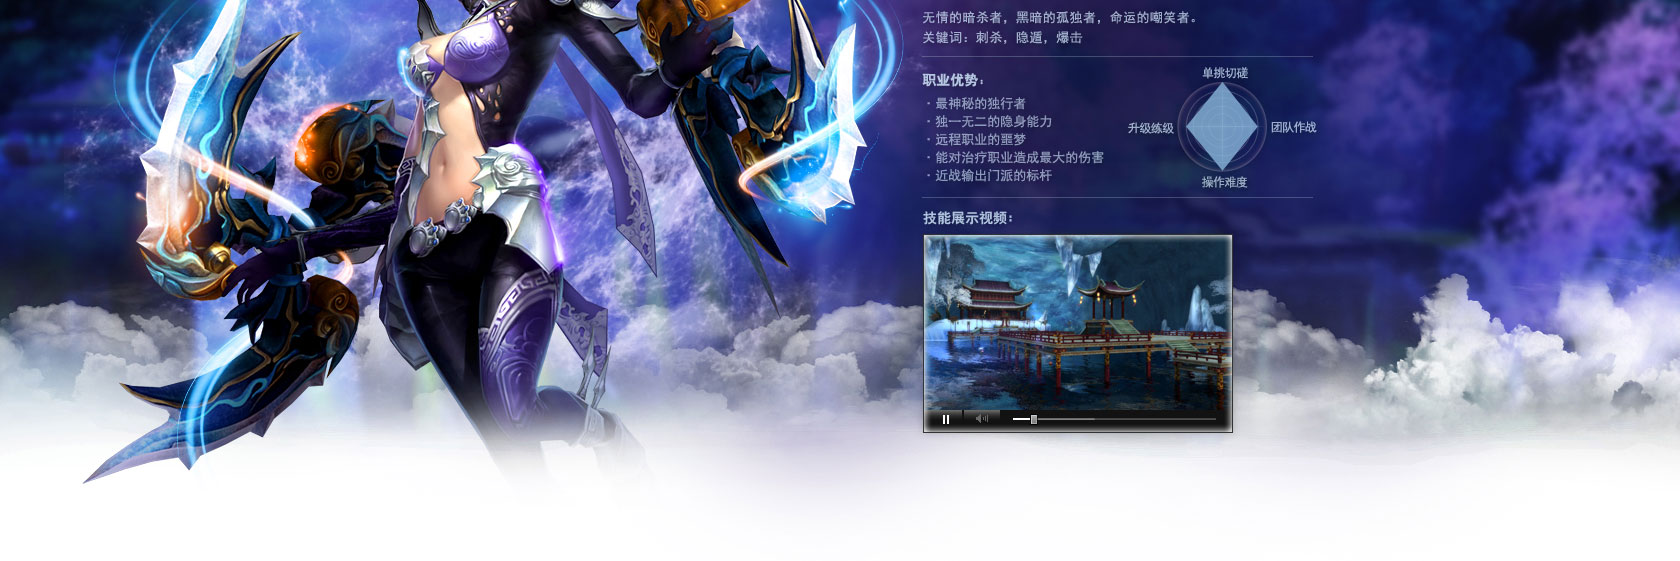 无情的暗杀者，黑暗的孤独者，命运的嘲笑者。
关键词：刺杀，隐遁，爆击
职业优势：
· 最神秘的独行者
· 独一无二的隐身能力
· 远程职业的噩梦
· 能对治疗职业造成最大的伤害
· 近战输出门派的标杆
单挑切磋
升级练级
团队作战
操作难度
技能展示视频：